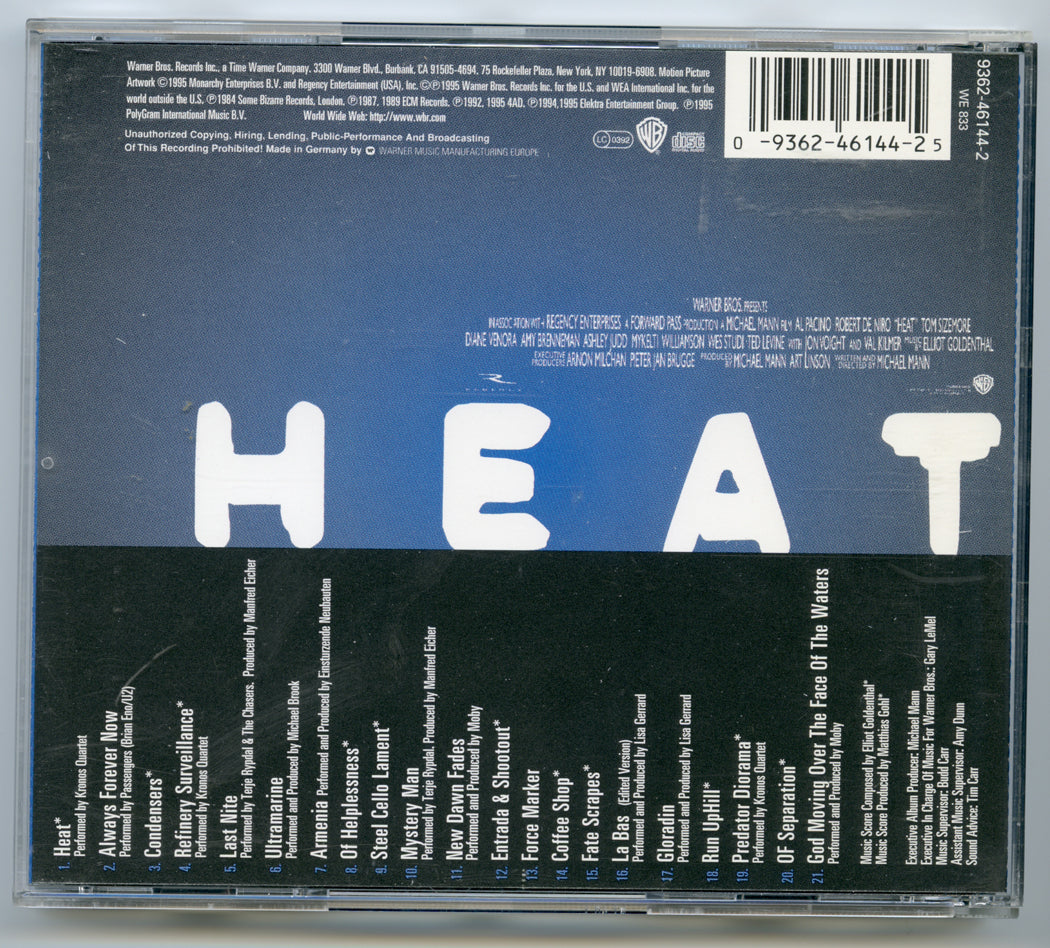 Warner Bros. Records Inc., a Time Warner Company. 3300 Warner Blvd., Burbank, CA 91505-4694. 75 Rockefeller Plaza, New York, NY 10019-6908. Motion Picture
Artwork ©1995 Monarchy Enterprises B.V. and Regency Entertainment (USA), Inc. ©℗1995 Warner Bros. Records Inc. for the U.S. and WEA International Inc. for the
world outside the U.S. ℗1984 Some Bizarre Records, London. ℗1987, 1989 ECM Records. ℗1992, 1995 4AD. ℗1994,1995 Elektra Entertainment Group. ℗1995
PolyGram International Music B.V. World Wide Web: http://www.wbr.com
Unauthorized Copying, Hiring, Lending, Public-Performance And Broadcasting
Of This Recording Prohibited! Made in Germany by WARNER MUSIC MANUFACTURING EUROPE
LC 0392
WB
COMPACT
disc
DIGITAL AUDIO
0 -9362-46144-2 5
9362-46144-2
WE 833
WARNER BROS. PRESENTS
IN ASSOCIATION WITH REGENCY ENTERPRISES A FORWARD PASS PRODUCTION A MICHAEL MANN FILM AL PACINO ROBERT DE NIRO "HEAT" TOM SIZEMORE
DIANE VENORA AMY BRENNEMAN ASHLEY JUDD MYKELTI WILLIAMSON WES STUDI TED LEVINE WITH JON VOIGHT AND VAL KILMER MUSIC BY ELLIOT GOLDENTHAL
EXECUTIVE PRODUCERS ARNON MILCHAN PIETER JAN BRUGGE PRODUCED BY MICHAEL MANN ART LINSON WRITTEN AND DIRECTED BY MICHAEL MANN
R
REGENCY
WB
HEAT
1. Heat*
Performed by Kronos Quartet
2. Always Forever Now
Performed by Passengers (Brian Eno/U2)
3. Condensers*
4. Refinery Surveillance*
Performed by Kronos Quartet
5. Last Nite
Performed by Terje Rypdal & The Chasers. Produced by Manfred Eicher
6. Ultramarine
Performed and Produced by Michael Brook
7. Armenia Performed and Produced by Einsturzende Neubauten
8. Of Helplessness*
9. Steel Cello Lament*
10. Mystery Man
Performed by Terje Rypdal. Produced by Manfred Eicher
11. New Dawn Fades
Performed and Produced by Moby
12. Entrada & Shootout*
13. Force Marker
14. Coffee Shop*
15. Fate Scrapes*
16. La Bas (Edited Version)
Performed and Produced by Lisa Gerrard
17. Gloradin
Performed and Produced by Lisa Gerrard
18. Run UpHill*
19. Predator Diorama*
Performed by Kronos Quartet
20. OF Separation*
21. God Moving Over The Face Of The Waters
Performed and Produced by Moby
Music Score Composed by Elliot Goldenthal*
Music Score Produced by Matthias Gohl*
Executive Album Producer: Michael Mann
Executive In Charge Of Music For Warner Bros.: Gary LeMel
Music Supervisor: Budd Carr
Assistant Music Supervisor: Amy Dunn
Sound Advice: Tim Carr